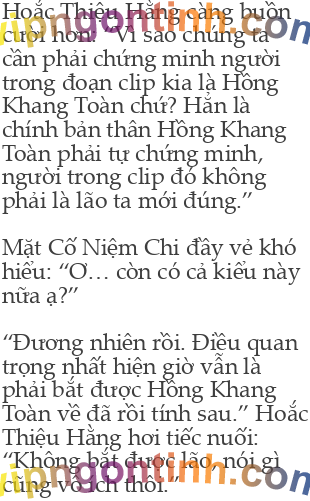 Hoắc Thiệu Hằng càng buồn
cười hơn: “Vì sao chúng ta
cần phải chứng minh người
trong đoạn clip kia là Hồng
Khang Toàn chứ? Hẳn là
chính bản thân Hồng Khang
Toàn phải tự chứng minh,
người trong clip đó không
phải là lão ta mới đúng.”
Mặt Cố Niệm Chi đầy vẻ khó
hiểu: “Ơ… còn có cả kiểu này
nữa ạ?”
“Đương nhiên rồi. Điều quan
trọng nhất hiện giờ vẫn là
phải bắt được Hồng Khang
Toàn về đã rồi tính sau.” Hoắc
Thiệu Hằng hơi tiếc nuối:
“Không bắt được lão, nói gì
cũng vô ích thôi.”
vipngontinh.com
vipngontinh.com